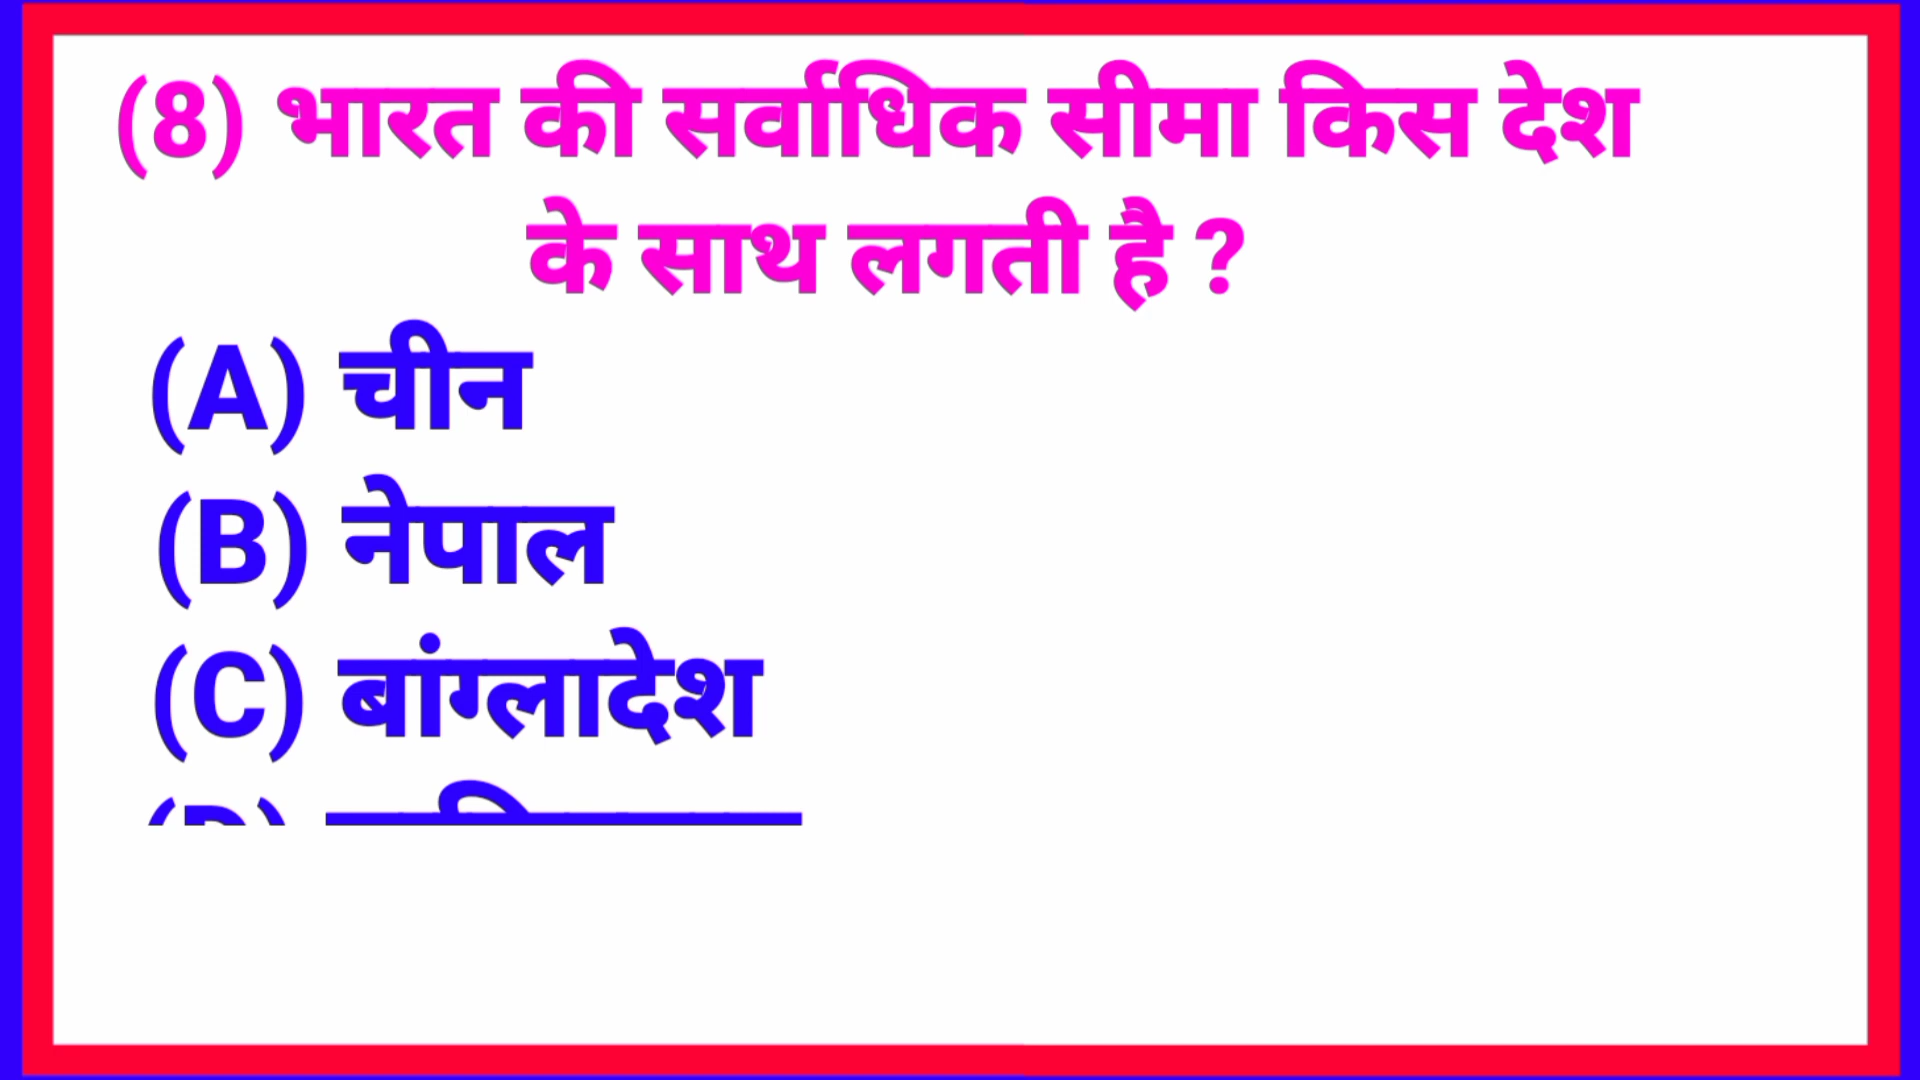 (8) भारत की सर्वाधिक सीमा किस देश
के साथ लगती है ?
(A) चीन
(B) नेपाल
(C) बांग्लादेश
(D)